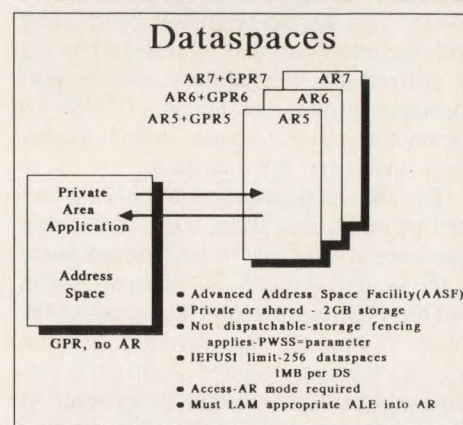 Dataspaces
AR7+GPR7
AR6+GPR6
AR5+GPR5
AR7
AR6
AR5
Private
Area
Application
Address
Space
GPR, no AR
• Advanced Address Space Facility(AASF)
• Private or shared - 2GB storage
• Not dispatchable-storage fencing
applies-PWSS=parameter
• IEFUSI limit-256 dataspaces
1MB per DS
• Access-AR mode required
• Must LAM appropriate ALE into AR